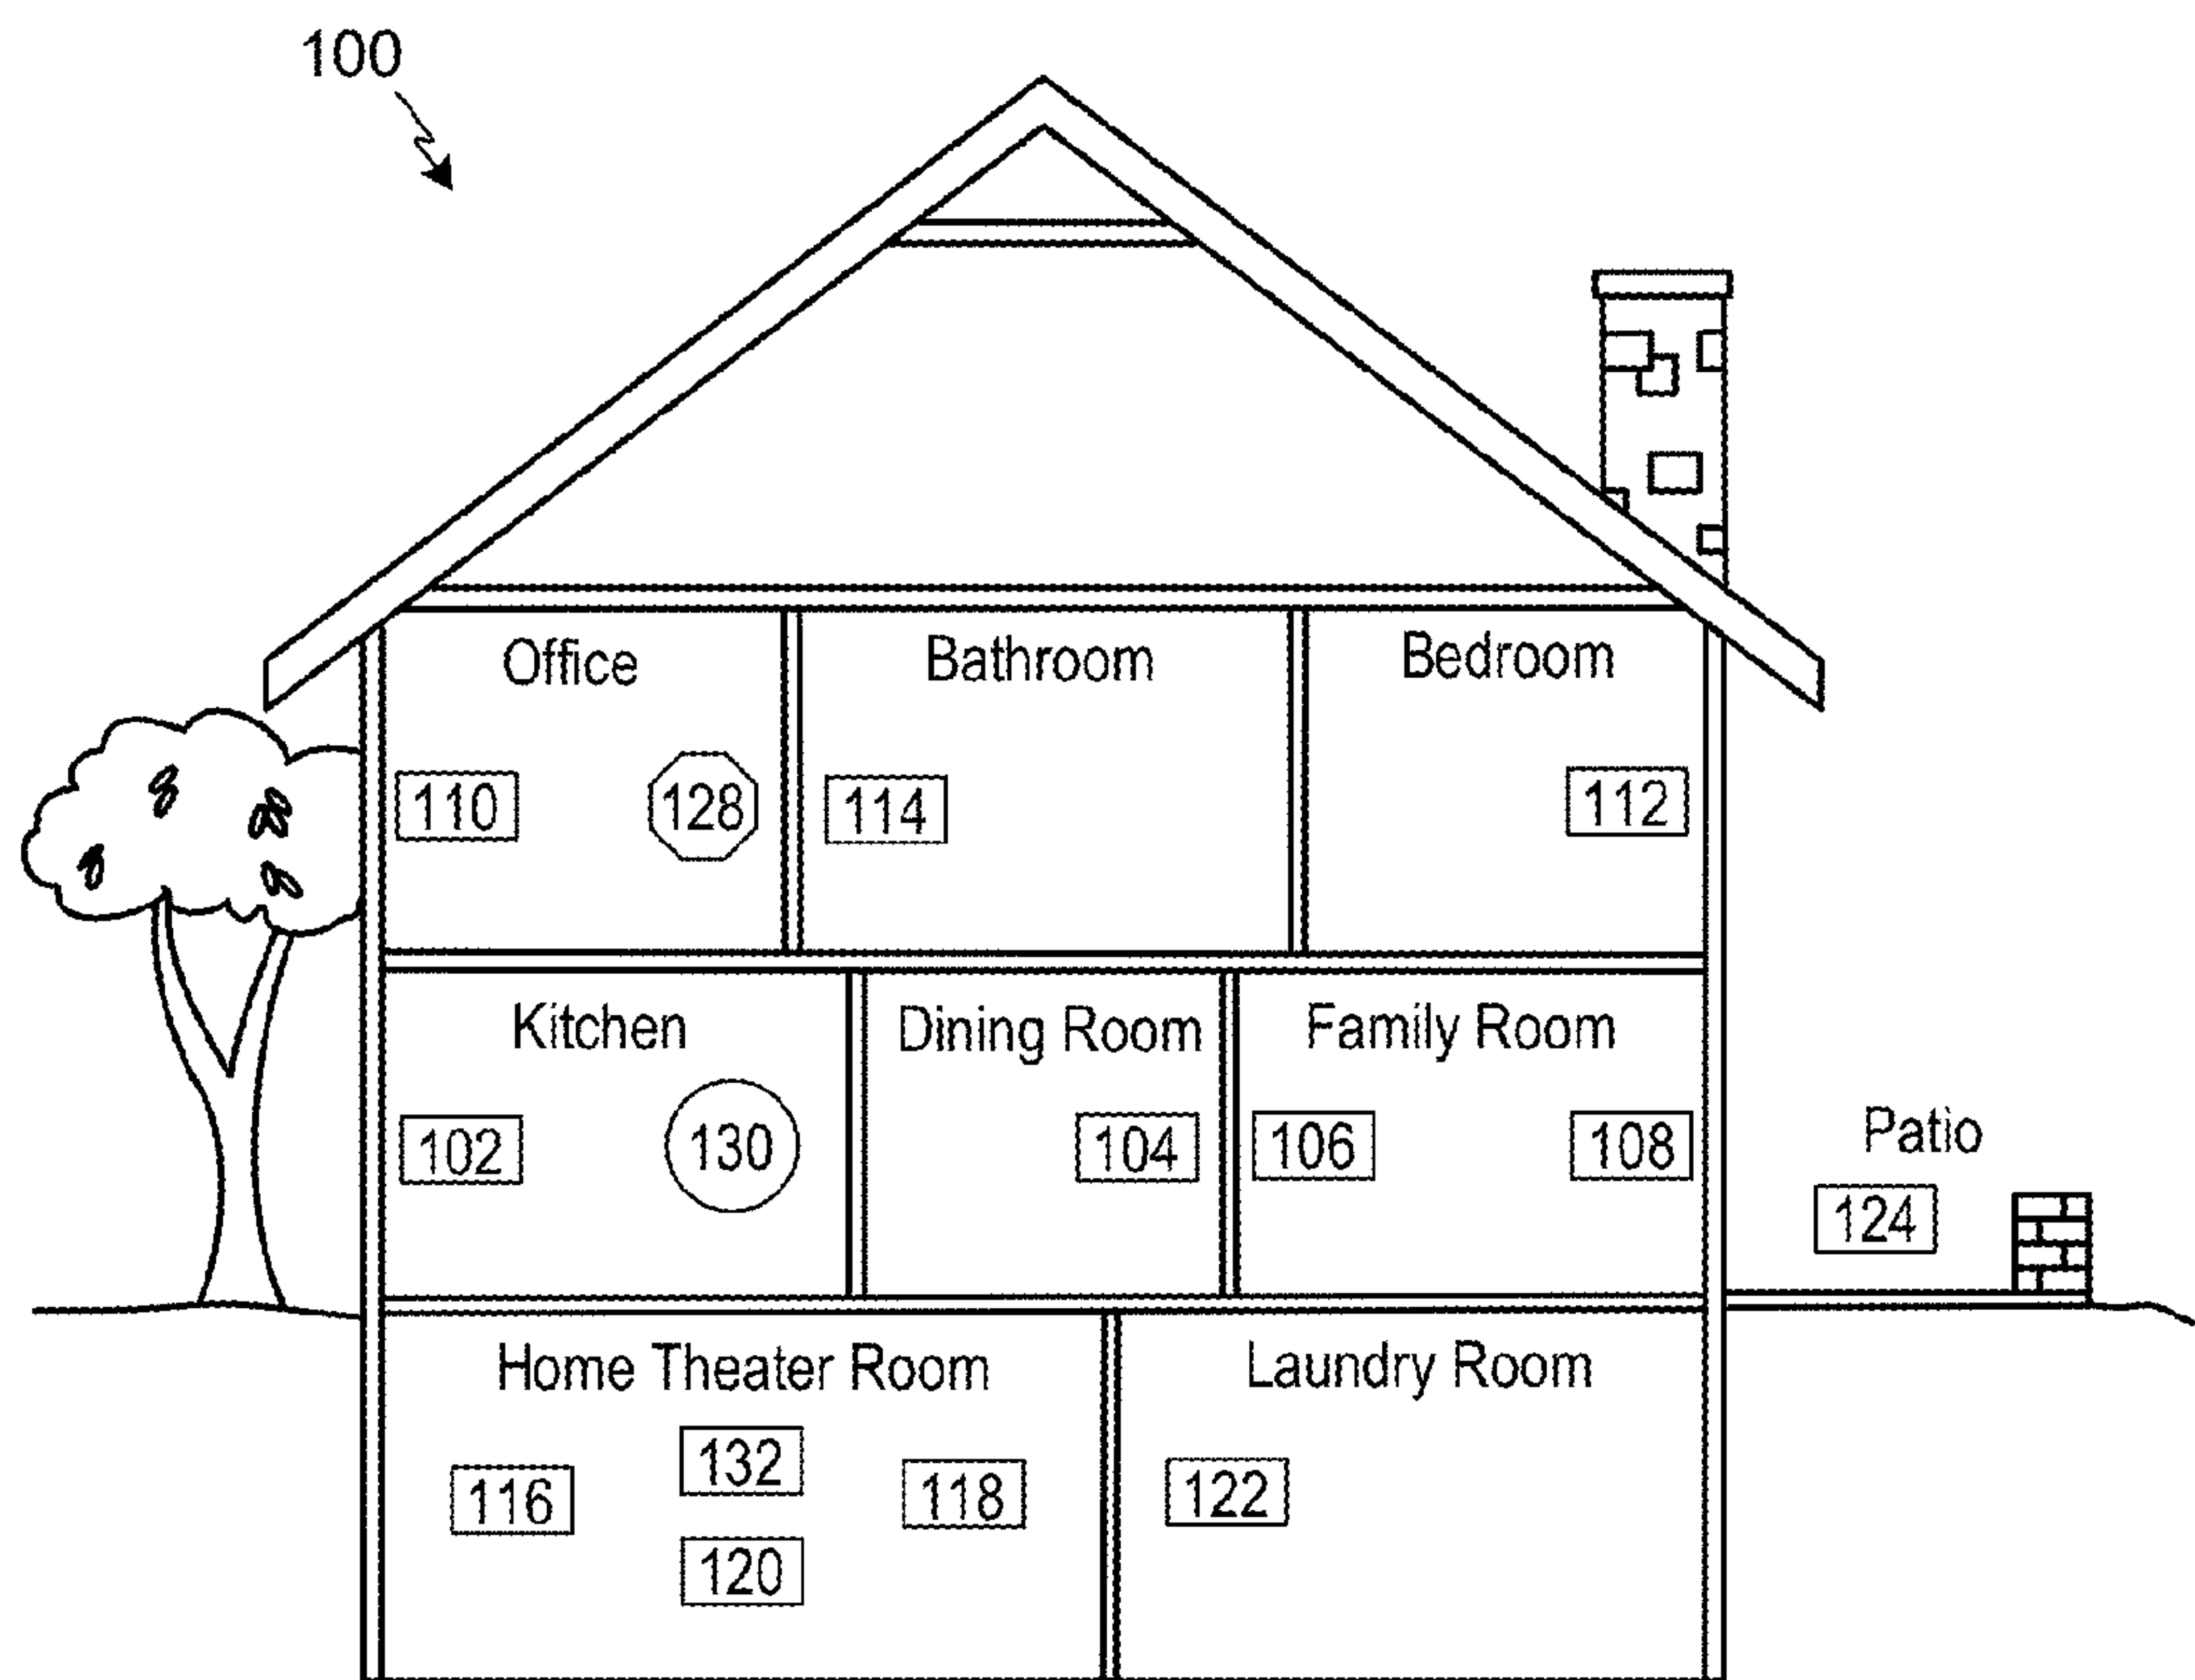 100
Office
Bathroom
Bedroom
110
128
114
112
Kitchen
Dining Room
Family Room
102
130
104
106
108
Patio
124
Home Theater Room
Laundry Room
116
132
118
120
122